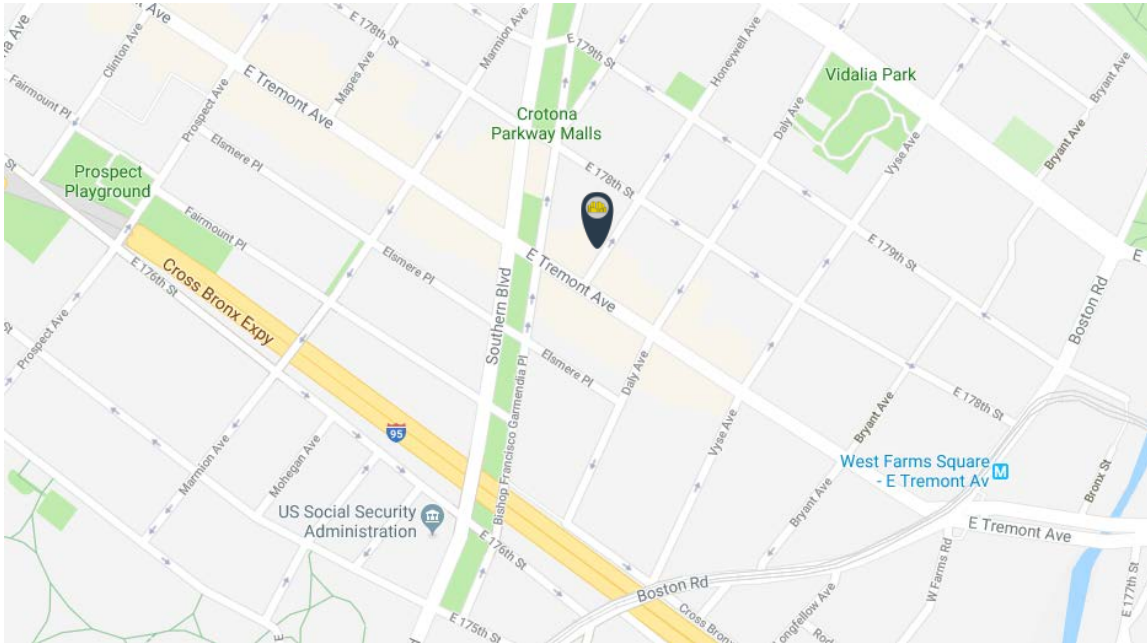 E 178th St
Marmion Ave
E 179th St
Honeywell Ave
Clinton Ave
E Tremont Ave
Mapes Ave
Vidalia Park
Bryant Ave
Fairmount Pl
Prospect Ave
Crotona
Parkway Malls
Daly Ave
Vyse Ave
Bryant Ave
Elsmere Pl
E 178th St
Prospect
Playground
Fairmount Pl
Elsmere Pl
E Tremont Ave
E 179th St
E 176th St
Cross Bronx Expy
Southern Blvd
Boston Rd
Prospect Ave
Elsmere Pl
Daly Ave
Bishop Francisco Garmendia Pl
E 178th St
95
Vyse Ave
Bryant Ave
Marmion Ave
Mohegan Ave
West Farms Square
- E Tremont Av
M
Bronx St
US Social Security
Administration
Bryant Ave
E Tremont Ave
E 176th St
W Farms Rd
Boston Rd
E 177th St
E 175th St
Cross Bronx
Longfellow Ave